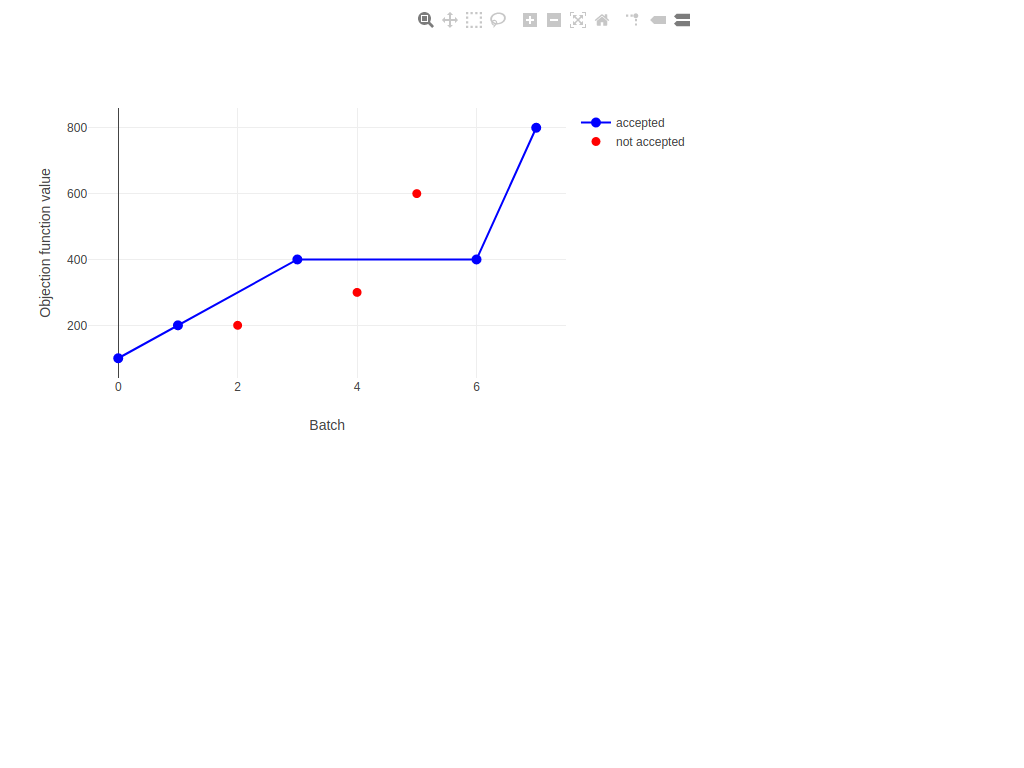 800
600
400
200
Objection function value
0 2 4 6
Batch
accepted
not accepted